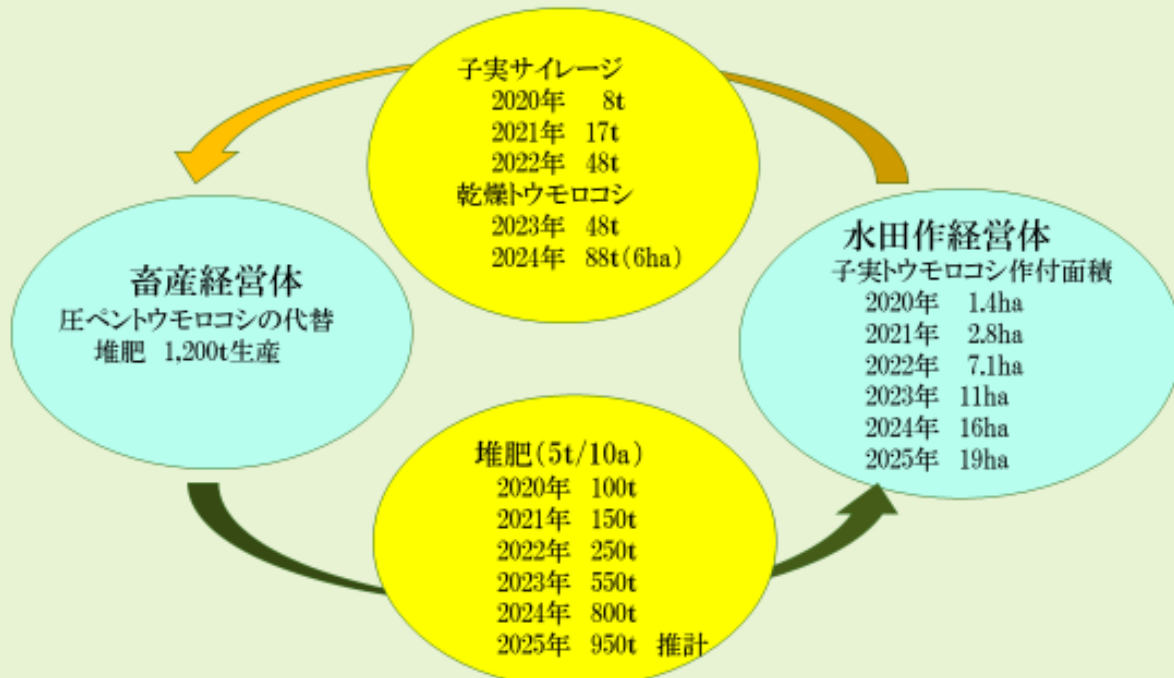 子実サイレージ
2020年 8t
2021年 17t
2022年 48t
乾燥トウモロコシ
2023年 48t
2024年 88t(6ha)
畜産経営体
圧ペントウモロコシの代替
堆肥 1,200t生産
水田作経営体
子実トウモロコシ作付面積
2020年 1.4ha
2021年 2.8ha
2022年 7.1ha
2023年 11ha
2024年 16ha
2025年 19ha
堆肥(5t/10a)
2020年 100t
2021年 150t
2022年 250t
2023年 550t
2024年 800t
2025年 950t 推計